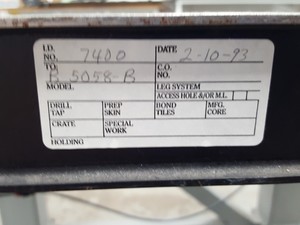 I.D. NO. 7400 DATE 2-10-93
TO: B 5058-B C.O. NO.
MODEL LEG SYSTEM
ACCESS HOLE &/OR M.L.
DRILL TAP PREP SKIN BOND TILES MFG. CORE
CRATE SPECIAL WORK
HOLDING